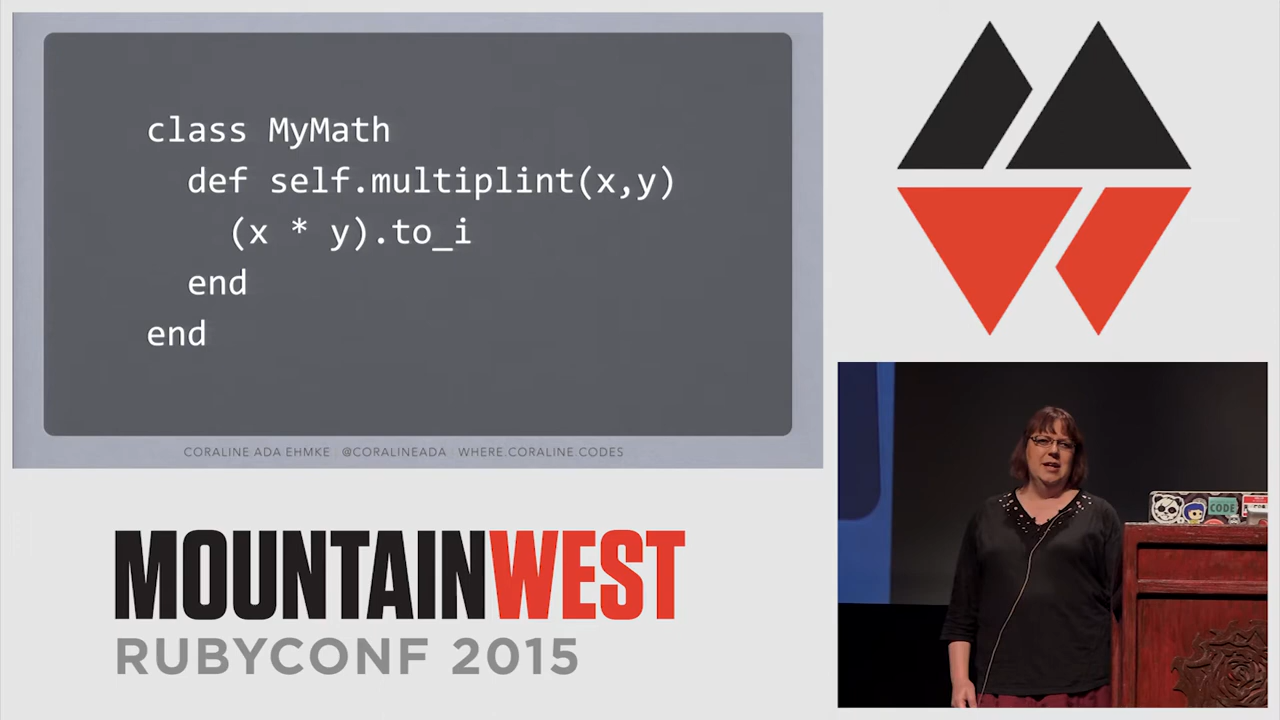 class MyMath
def self.multiplint(x,y)
(x * y).to_i
end
end
CORALINE ADA EHMKE @CORALINEADA WHERE.CORALINE.CODES
MOUNTAINWEST
RUBYCONF 2015
CODE